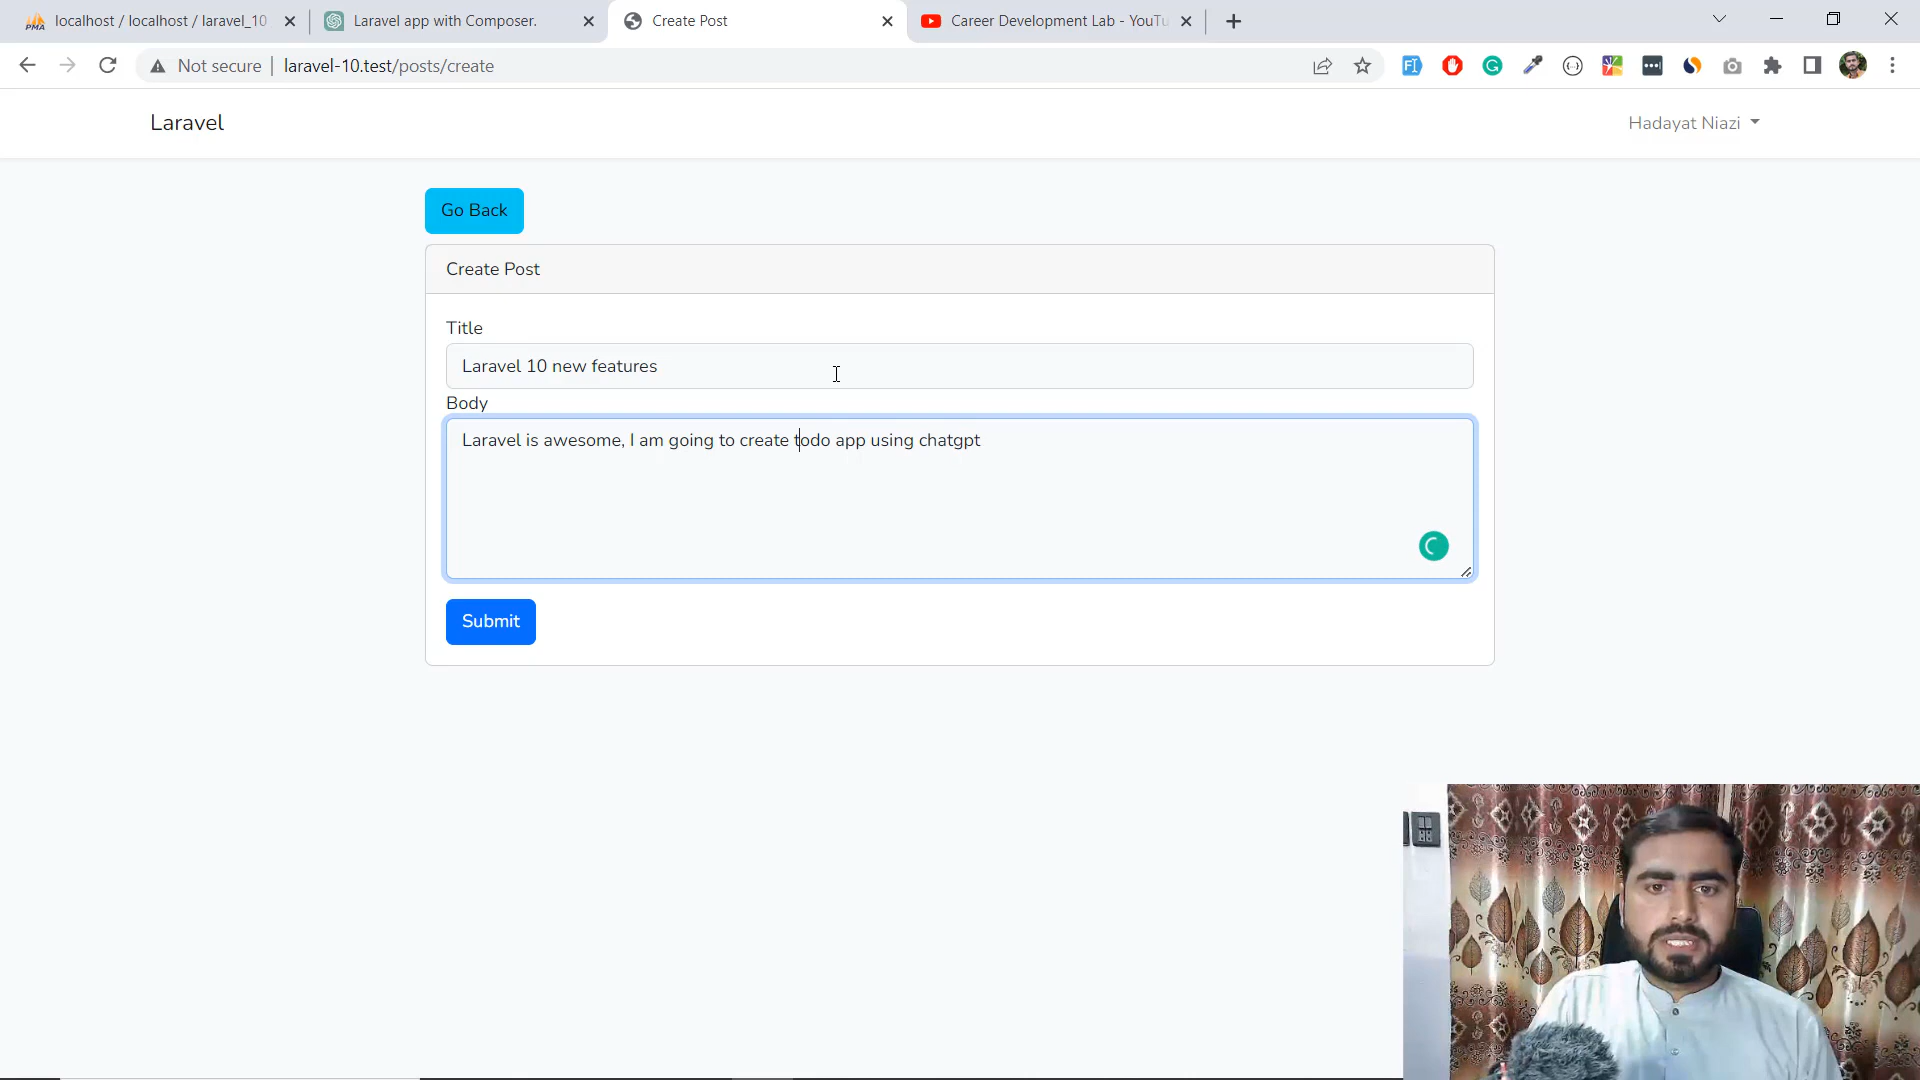 localhost / localhost / laravel_10
Laravel app with Composer.
Create Post
Career Development Lab - YouTu
Not secure
laravel-10.test/posts/create
Laravel
Hadayat Niazi
Go Back
Create Post
Title
Laravel 10 new features
Body
Laravel is awesome, I am going to create todo app using chatgpt
Submit